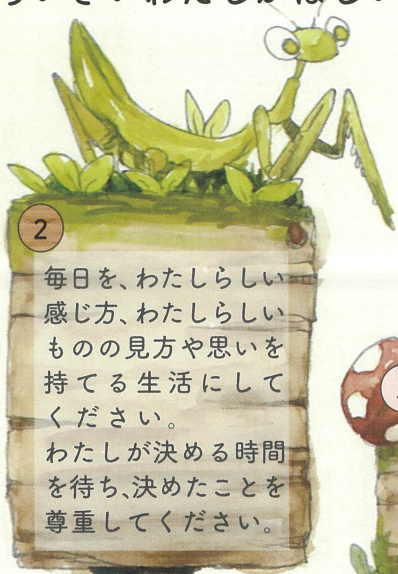 2
毎日を、わたしらしい
感じ方、わたしらしい
ものの見方や思いを
持てる生活にして
ください。
わたしが決める時間
を待ち、決めたことを
尊重してください。